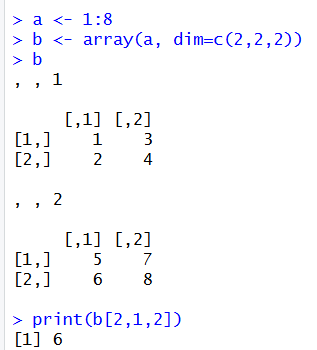 > a <- 1:8
> b <- array(a, dim=c(2,2,2))
> b
, , 1
     [,1] [,2]
[1,]    1    3
[2,]    2    4
, , 2
     [,1] [,2]
[1,]    5    7
[2,]    6    8
> print(b[2,1,2])
[1] 6